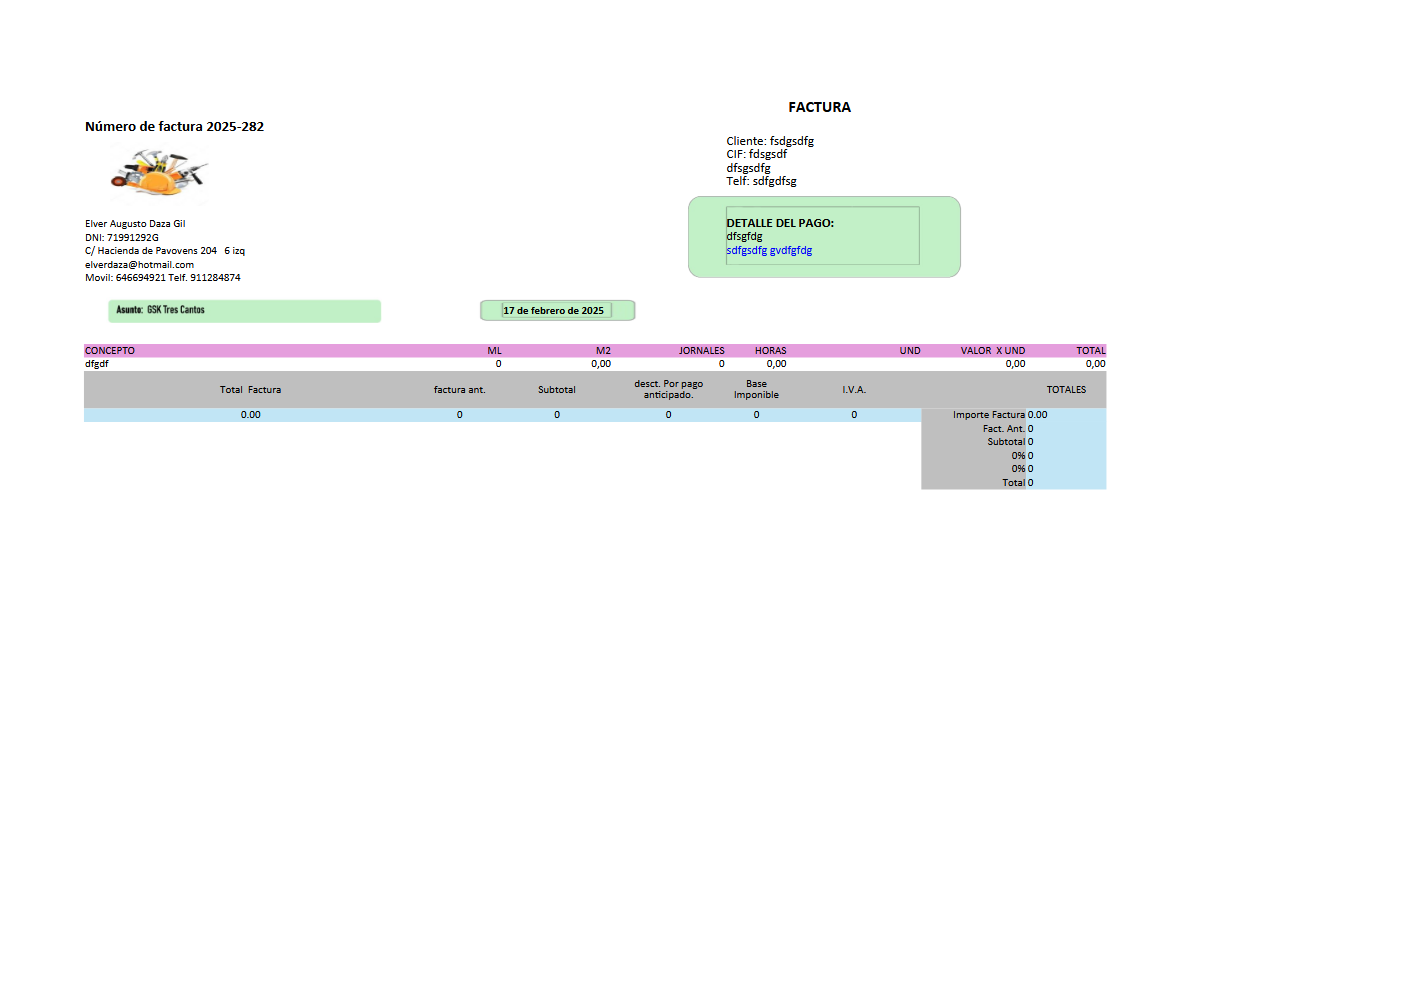 FACTURA
Número de factura 2025-282
Cliente: fsdgsdfg
CIF: fdsgsdf
dfsgsdfg
Telf: sdfgdfsg
DETALLE DEL PAGO:
dfsgfdg
sdfgsdfg gvdfgfdg
Elver Augusto Daza Gil
DNI: 71991292G
C/ Hacienda de Pavovens 204 6 izq
elverdaza@hotmail.com
Movil: 646694921 Telf. 911284874
Asunto: GSK Tres Cantos
17 de febrero de 2025
CONCEPTO ML M2 JORNALES HORAS UND VALOR X UND TOTAL
dfgdf 0 0,00 0 0,00 0,00 0,00
Total Factura factura ant. Subtotal desct. Por pago anticipado. Base Imponible I.V.A. TOTALES
0.00 0 0 0 0 0 Importe Factura 0.00
Fact. Ant. 0
Subtotal 0
0% 0
0% 0
Total 0